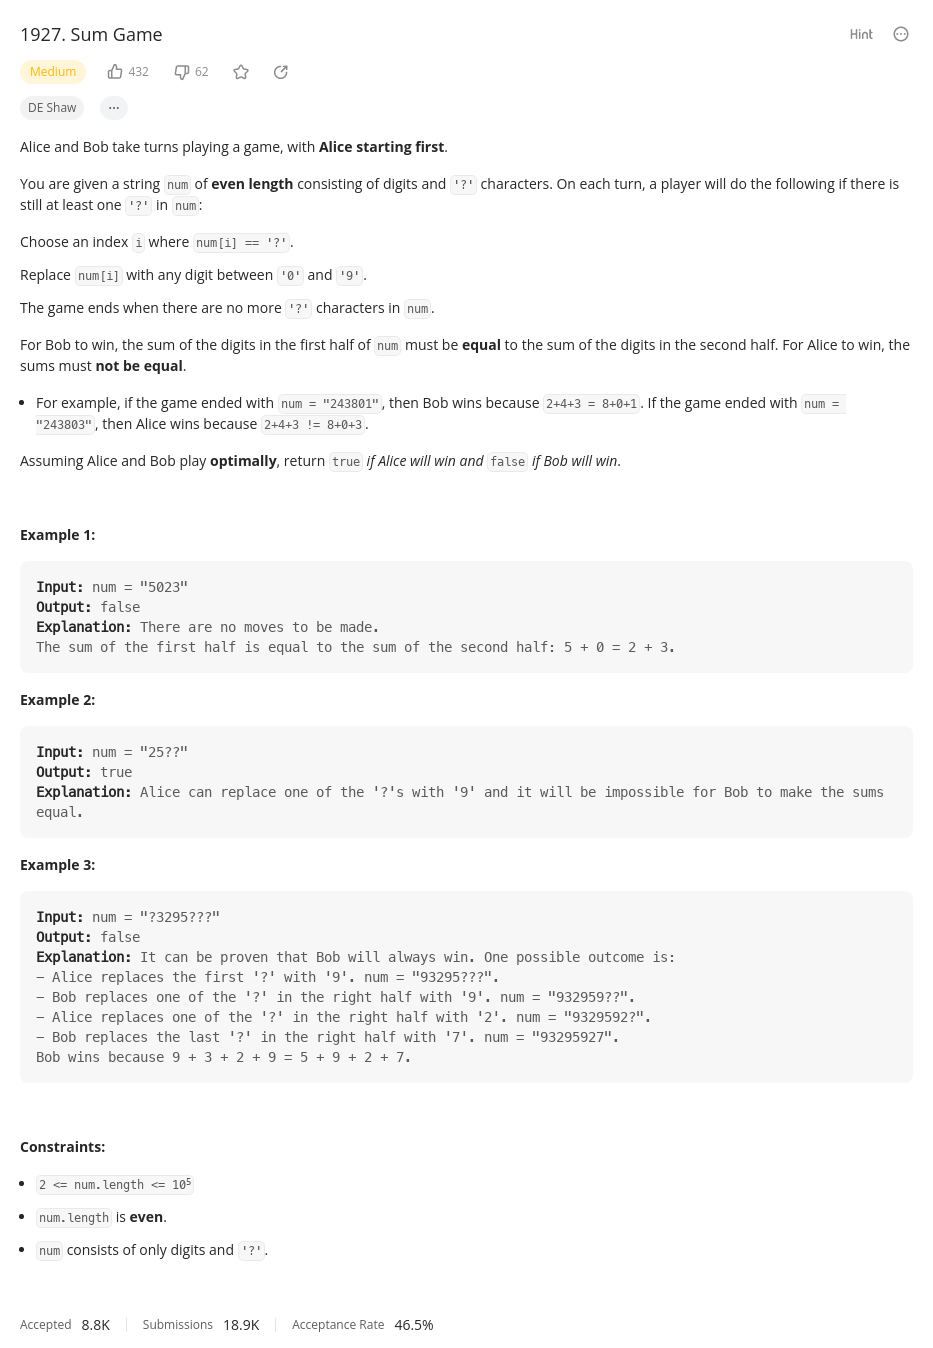 1927. Sum Game
Hint
Medium 432 62
DE Shaw ...
Alice and Bob take turns playing a game, with Alice starting first.
You are given a string num of even length consisting of digits and '?' characters. On each turn, a player will do the following if there is
still at least one '?' in num:
Choose an index i where num[i] == '?'.
Replace num[i] with any digit between '0' and '9'.
The game ends when there are no more '?' characters in num.
For Bob to win, the sum of the digits in the first half of num must be equal to the sum of the digits in the second half. For Alice to win, the
sums must not be equal.
• For example, if the game ended with num = "243801", then Bob wins because 2+4+3 = 8+0+1. If the game ended with num =
"243803", then Alice wins because 2+4+3 != 8+0+3.
Assuming Alice and Bob play optimally, return true if Alice will win and false if Bob will win.
Example 1:
Input: num = "5023"
Output: false
Explanation: There are no moves to be made.
The sum of the first half is equal to the sum of the second half: 5 + 0 = 2 + 3.
Example 2:
Input: num = "25??"
Output: true
Explanation: Alice can replace one of the '?'s with '9' and it will be impossible for Bob to make the sums
equal.
Example 3:
Input: num = "?3295???"
Output: false
Explanation: It can be proven that Bob will always win. One possible outcome is:
– Alice replaces the first '?' with '9'. num = "93295???".
– Bob replaces one of the '?' in the right half with '9'. num = "932959??".
– Alice replaces one of the '?' in the right half with '2'. num = "9329592?".
– Bob replaces the last '?' in the right half with '7'. num = "93295927".
Bob wins because 9 + 3 + 2 + 9 = 5 + 9 + 2 + 7.
Constraints:
• 2 <= num.length <= 10⁵
• num.length is even.
• num consists of only digits and '?'.
Accepted 8.8K Submissions 18.9K Acceptance Rate 46.5%